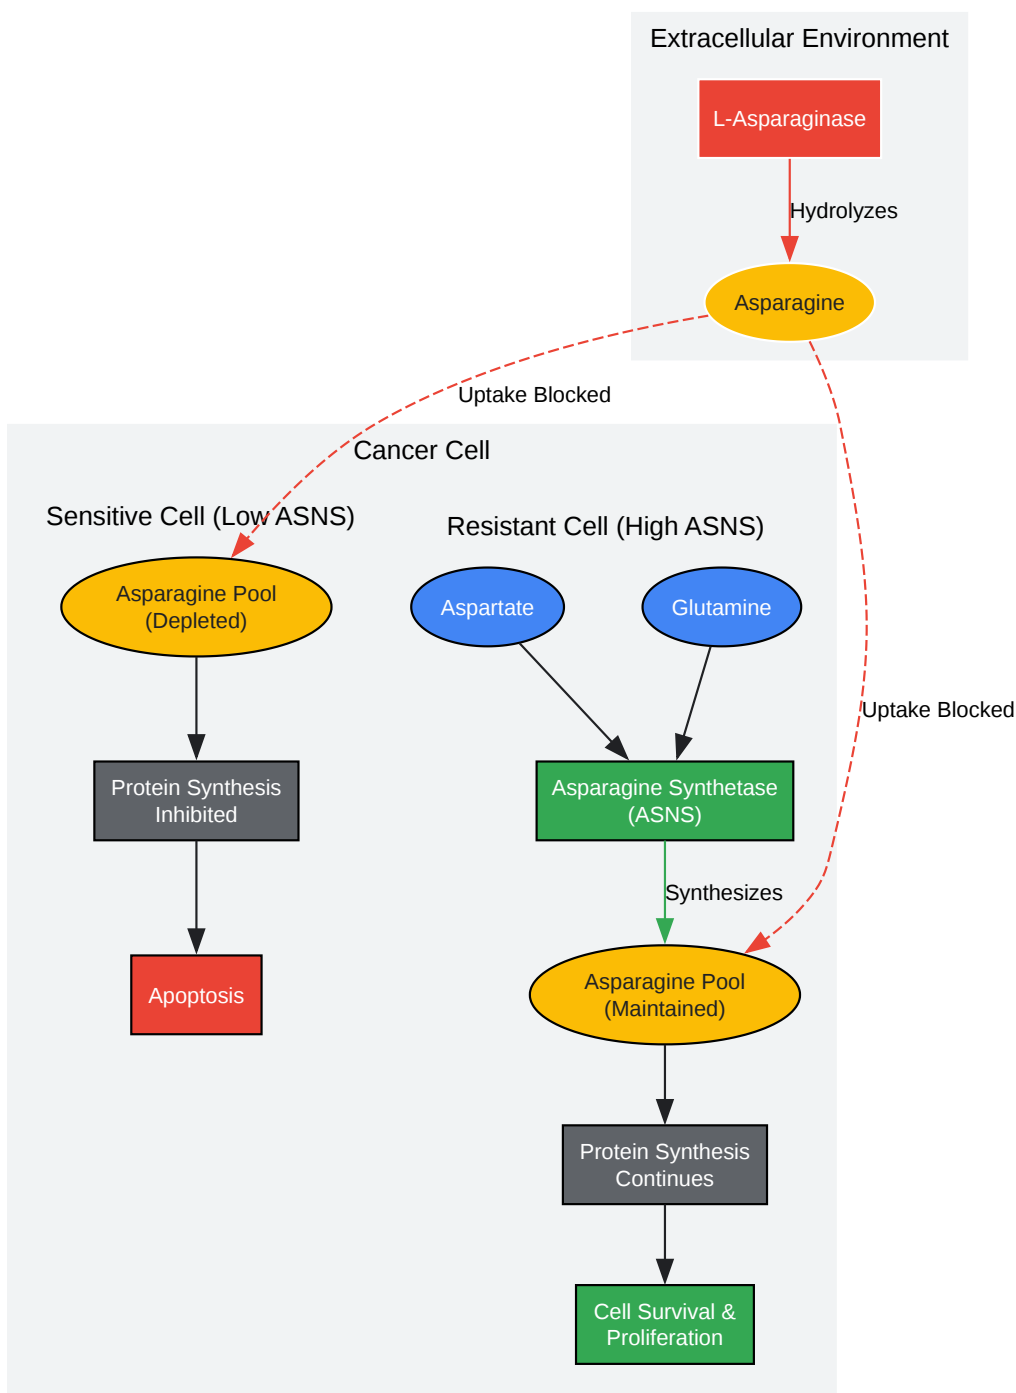 Extracellular Environment
L-Asparaginase
Hydrolyzes
Asparagine
Uptake Blocked
Cancer Cell
Sensitive Cell (Low ASNS)
Asparagine Pool
(Depleted)
Protein Synthesis
Inhibited
Apoptosis
Resistant Cell (High ASNS)
Aspartate
Glutamine
Uptake Blocked
Asparagine Synthetase
(ASNS)
Synthesizes
Asparagine Pool
(Maintained)
Protein Synthesis
Continues
Cell Survival &
Proliferation